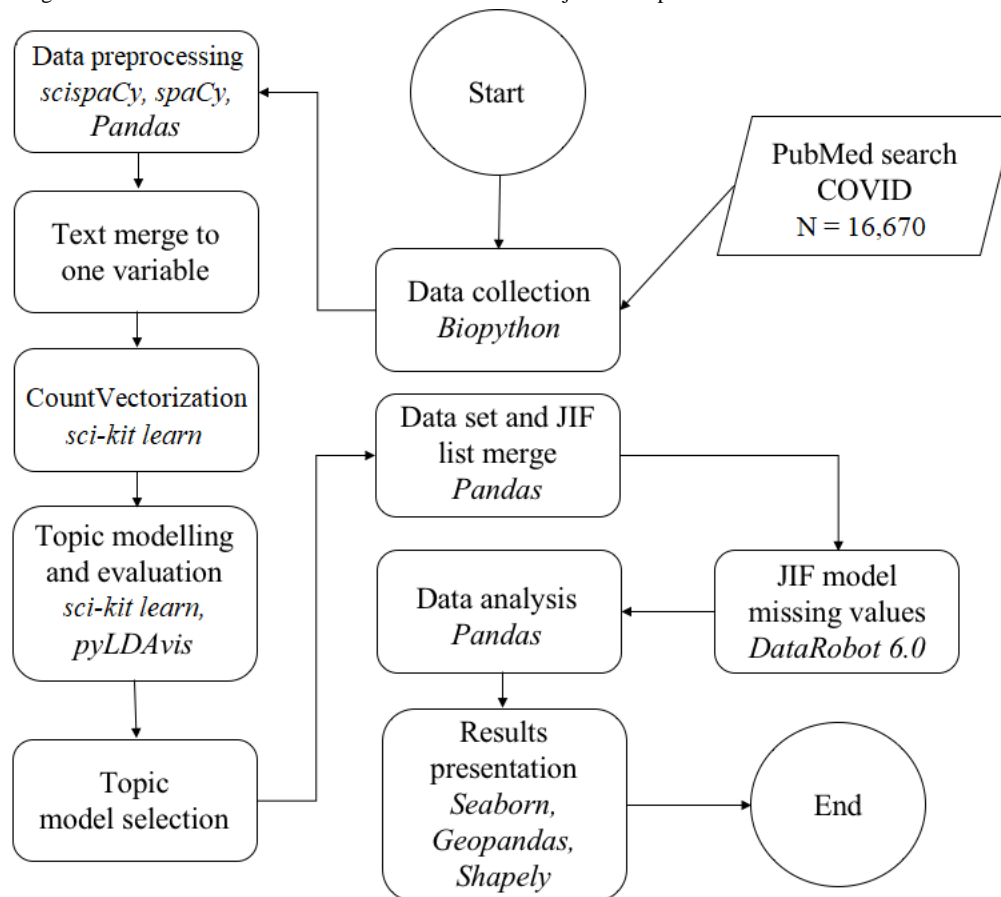 Start
PubMed search
COVID
N = 16,670
Data collection
Biopython
Data preprocessing
scispaCy, spaCy,
Pandas
Text merge to
one variable
CountVectorization
sci-kit learn
Topic modelling
and evaluation
sci-kit learn,
pyLDAvis
Topic
model selection
Data set and JIF
list merge
Pandas
JIF model
missing values
DataRobot 6.0
Data analysis
Pandas
Results
presentation
Seaborn,
Geopandas,
Shapely
End